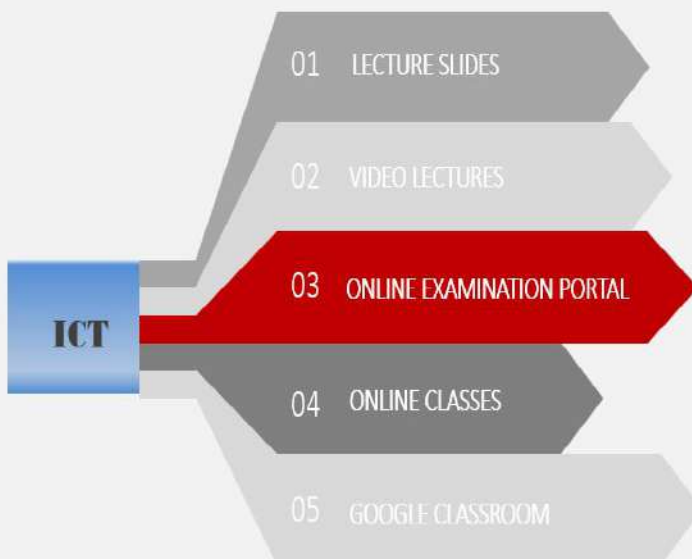 01 LECTURE SLIDES
02 VIDEO LECTURES
03 ONLINE EXAMINATION PORTAL
ICT
04 ONLINE CLASSES
05 GOOGLE CLASSROOM